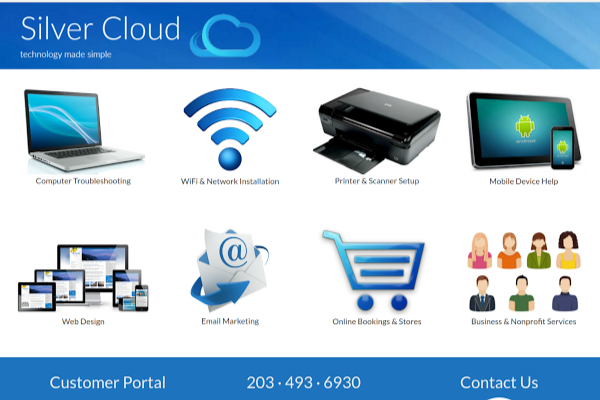 Silver Cloud
technology made simple
Computer Troubleshooting
WiFi & Network Installation
Printer & Scanner Setup
Mobile Device Help
@
Web Design
Email Marketing
Online Bookings & Stores
Business & Nonprofit Services
Customer Portal
203 · 493 · 6930
Contact Us